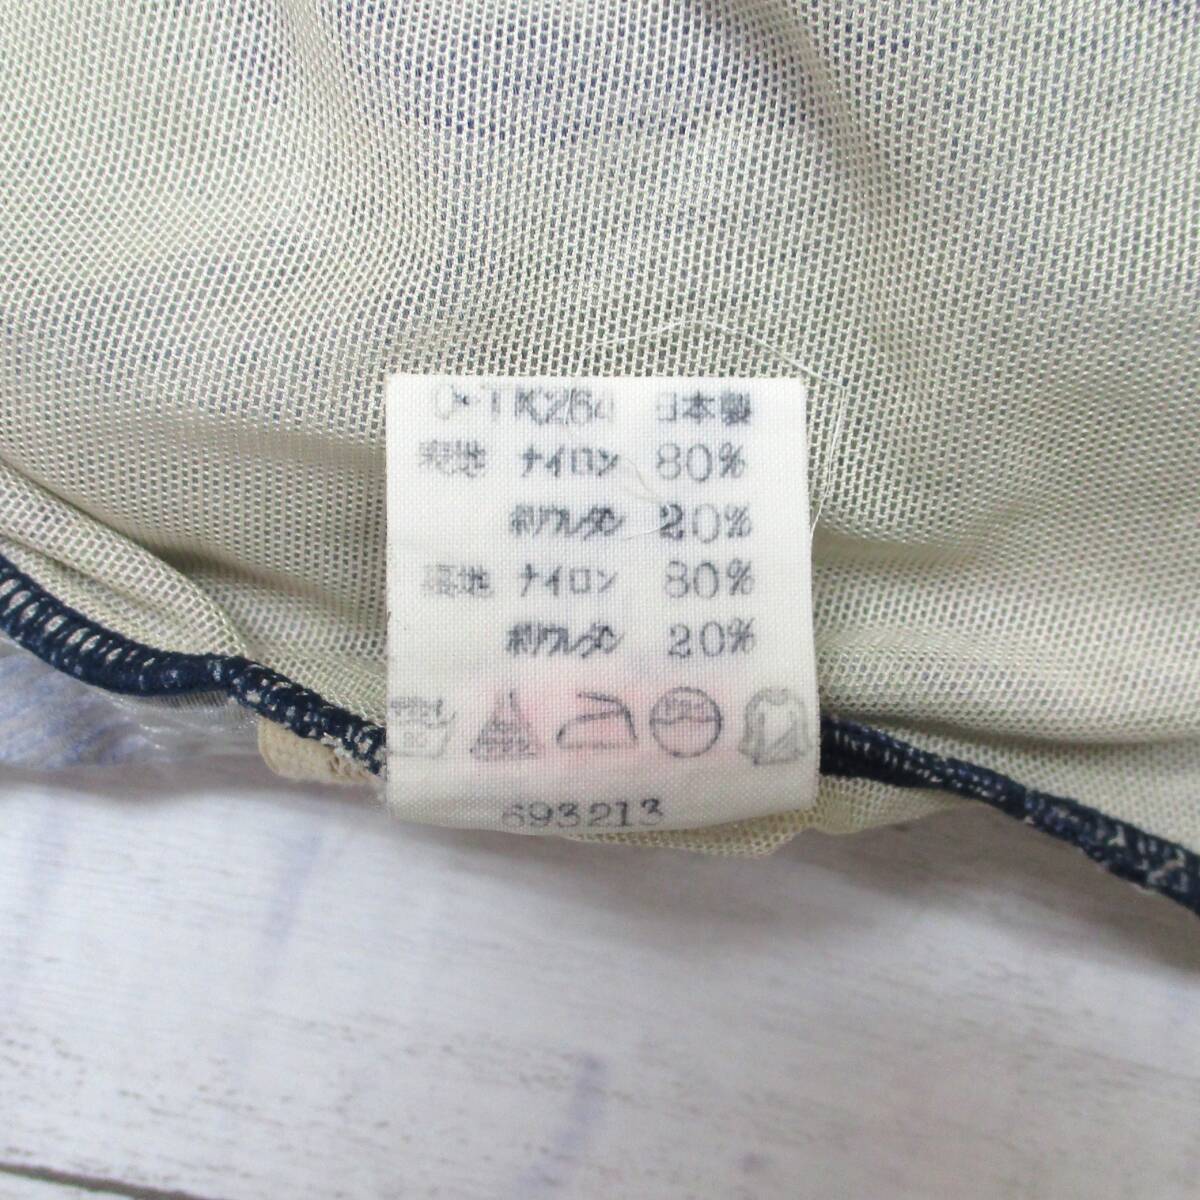 日本製
表地 ナイロン 80%
ポリウレタン 20%
裏地 ナイロン 80%
ポリウレタン 20%
693213